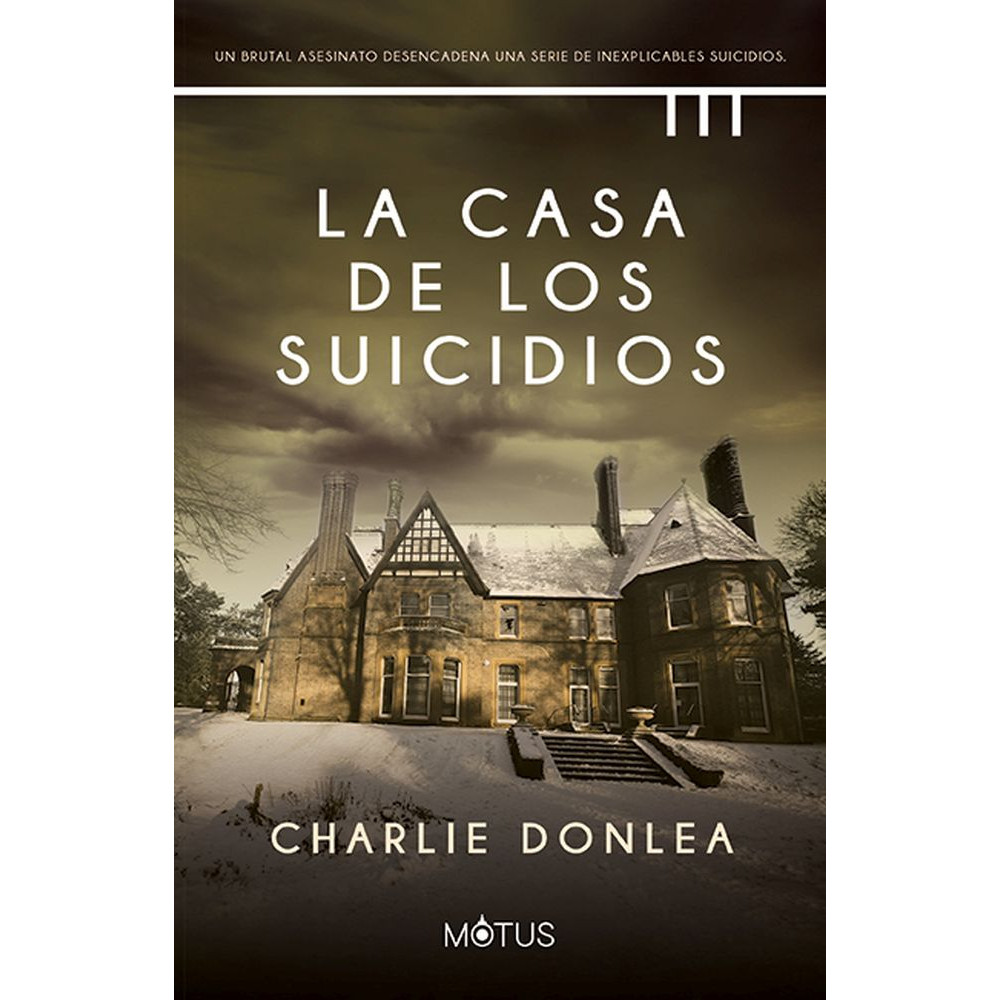 UN BRUTAL ASESINATO DESENCADENA UNA SERIE DE INEXPLICABLES SUICIDIOS.
LA CASA
DE LOS
SUICIDIOS
CHARLIE DONLEA
MOTUS